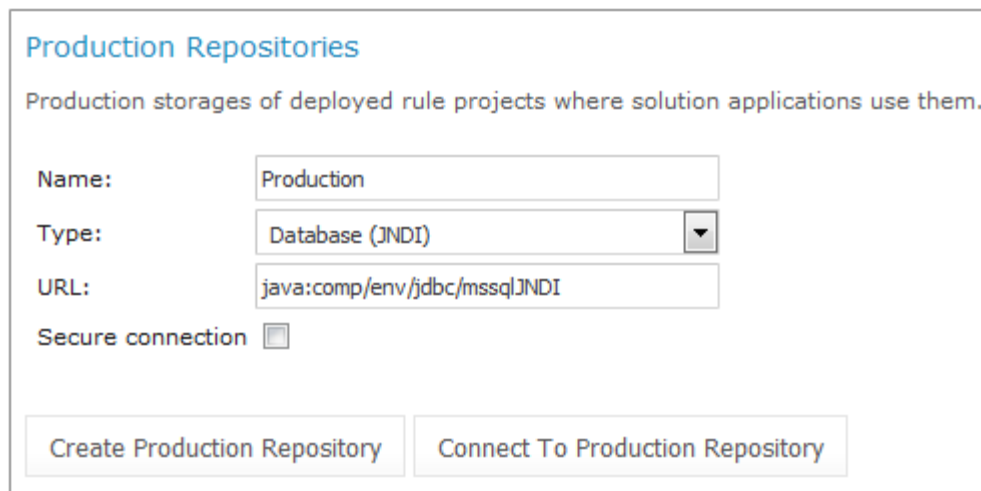 Production Repositories
Production storages of deployed rule projects where solution applications use them.
Name: Production
Type: Database (JNDI)
URL: java:comp/env/jdbc/mssqlJNDI
Secure connection
Create Production Repository Connect To Production Repository